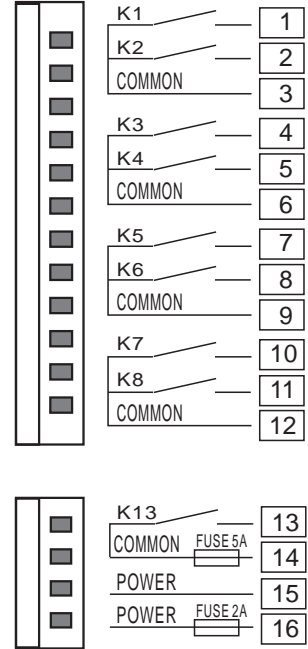 K1 1
K2 2
COMMON 3
K3 4
K4 5
COMMON 6
K5 7
K6 8
COMMON 9
K7 10
K8 11
COMMON 12
K13 13
COMMON FUSE 5A 14
POWER 15
POWER FUSE 2A 16